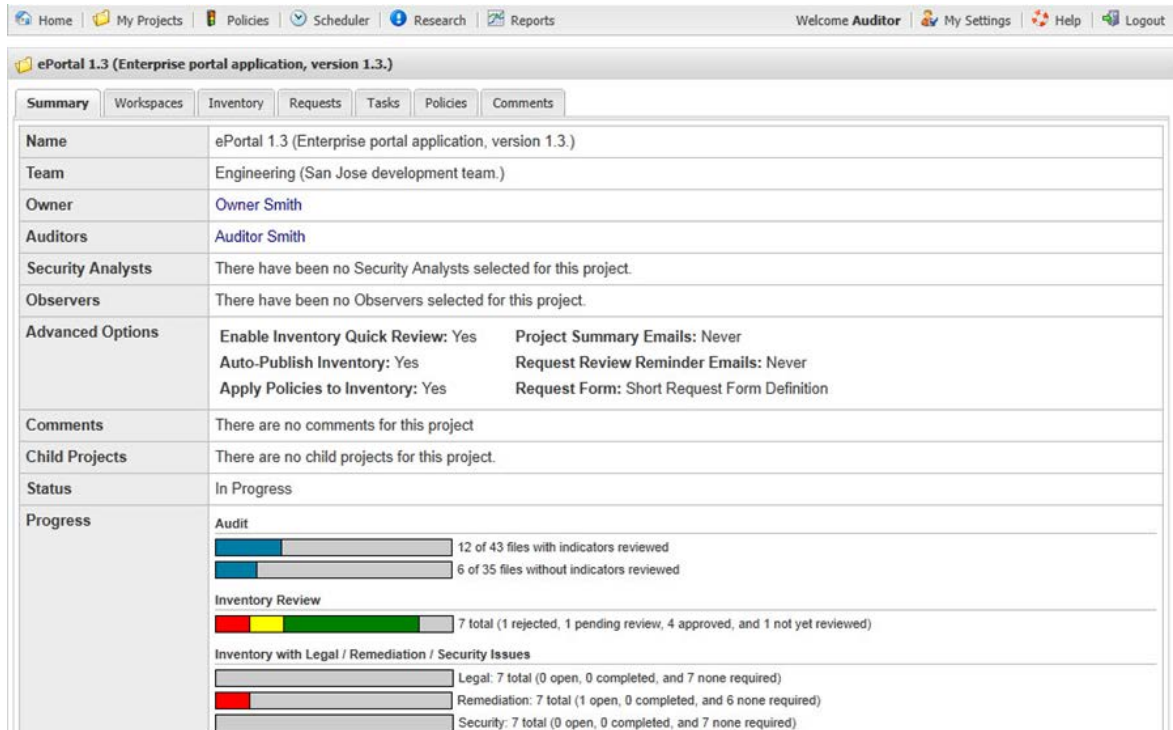 Home | My Projects | Policies | Scheduler | Research | Reports Welcome Auditor | My Settings | Help | Logout
ePortal 1.3 (Enterprise portal application, version 1.3.)
Summary Workspaces Inventory Requests Tasks Policies Comments
Name ePortal 1.3 (Enterprise portal application, version 1.3.)
Team Engineering (San Jose development team.)
Owner Owner Smith
Auditors Auditor Smith
Security Analysts There have been no Security Analysts selected for this project.
Observers There have been no Observers selected for this project.
Advanced Options Enable Inventory Quick Review: Yes Project Summary Emails: Never
Auto-Publish Inventory: Yes Request Review Reminder Emails: Never
Apply Policies to Inventory: Yes Request Form: Short Request Form Definition
Comments There are no comments for this project
Child Projects There are no child projects for this project.
Status In Progress
Progress Audit
12 of 43 files with indicators reviewed
6 of 35 files without indicators reviewed
Inventory Review
7 total (1 rejected, 1 pending review, 4 approved, and 1 not yet reviewed)
Inventory with Legal / Remediation / Security Issues
Legal: 7 total (0 open, 0 completed, and 7 none required)
Remediation: 7 total (1 open, 0 completed, and 6 none required)
Security: 7 total (0 open, 0 completed, and 7 none required)